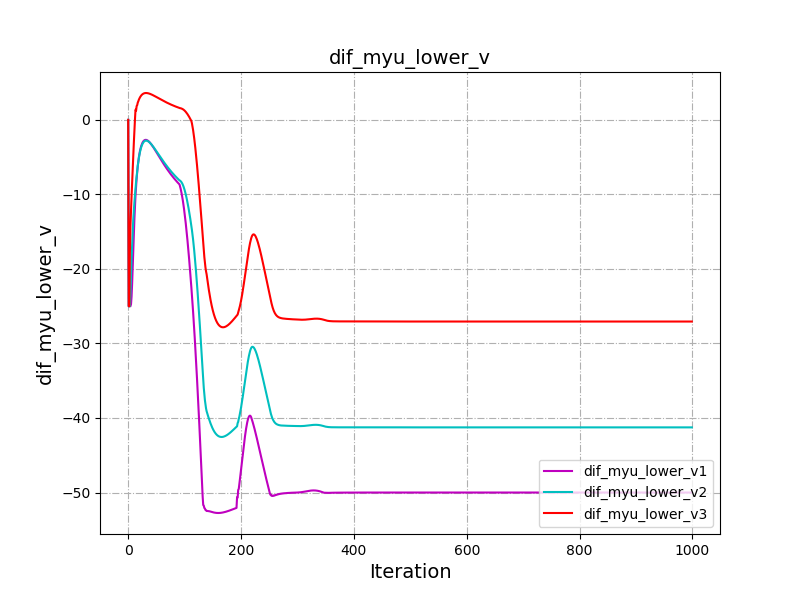 dif_myu_lower_v
dif_myu_lower_v
0
−10
−20
−30
−40
−50
0
200
400
600
800
1000
Iteration
dif_myu_lower_v1
dif_myu_lower_v2
dif_myu_lower_v3